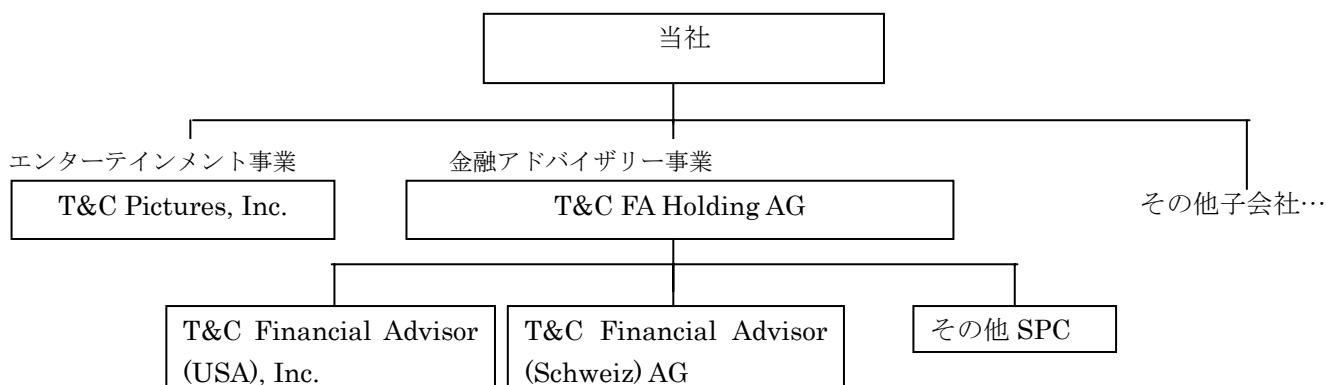 当社
エンターテインメント事業
金融アドバイザリー事業
T&C Pictures, Inc.
T&C FA Holding AG
その他子会社…
T&C Financial Advisor
(USA), Inc.
T&C Financial Advisor
(Schweiz) AG
その他 SPC